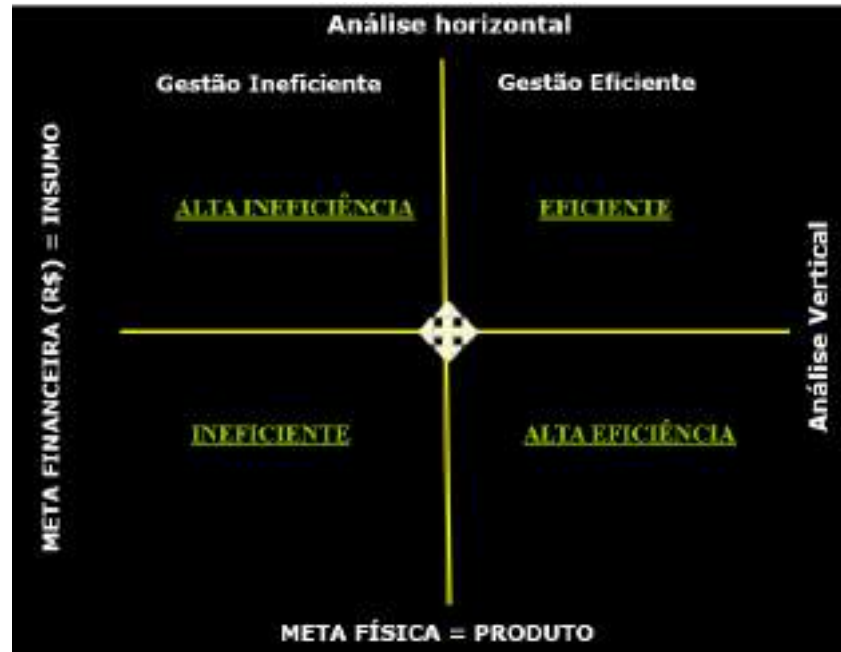 Análise horizontal
Gestão Ineficiente
Gestão Eficiente
ALTA INEFICIÊNCIA
EFICIENTE
META FINANCEIRA (R$) = INSUMO
Análise Vertical
INEFICIENTE
ALTA EFICIÊNCIA
META FÍSICA = PRODUTO